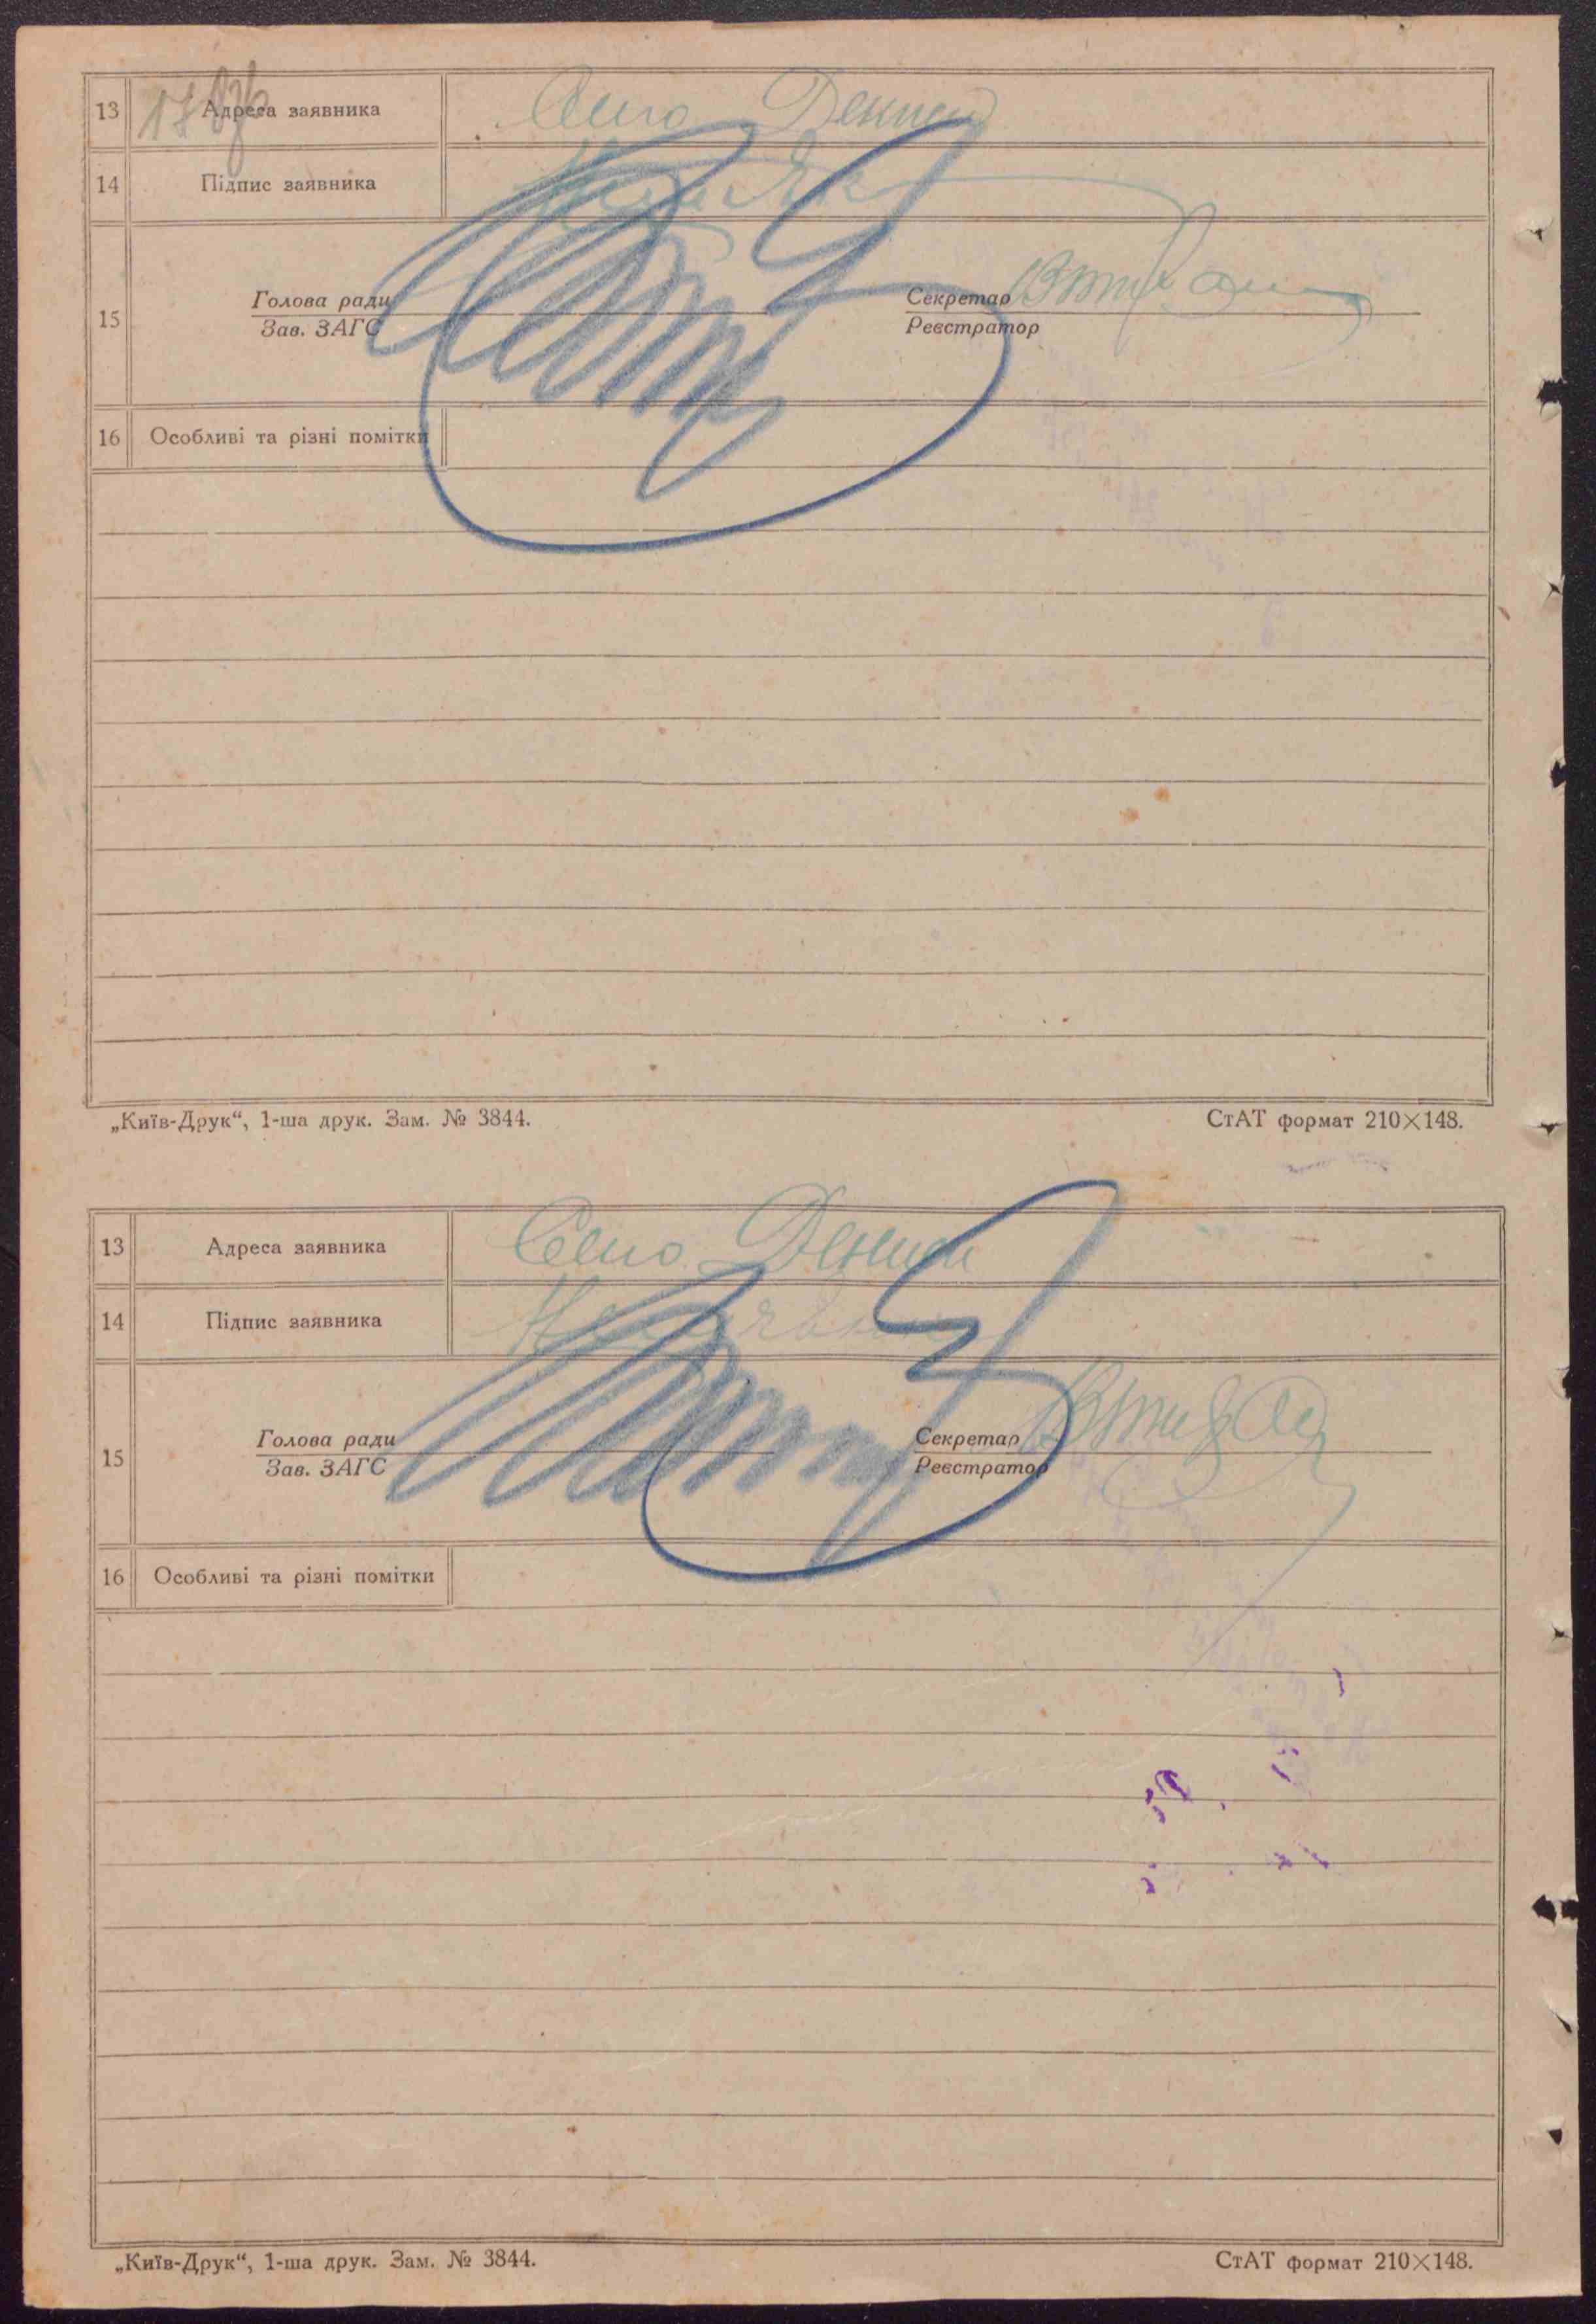 13 Адреса заявника Село Дениси
14 Підпис заявника
15 Голова ради Секретар
Зав. ЗАГС Реєстратор
16 Особливі та різні помітки
„Київ-Друк“, 1-ша друк. Зам. № 3844. СтАТ формат 210×148.
13 Адреса заявника Село Дениси
14 Підпис заявника
15 Голова ради Секретар
Зав. ЗАГС Реєстратор
16 Особливі та різні помітки
„Київ-Друк“, 1-ша друк. Зам. № 3844. СтАТ формат 210×148.